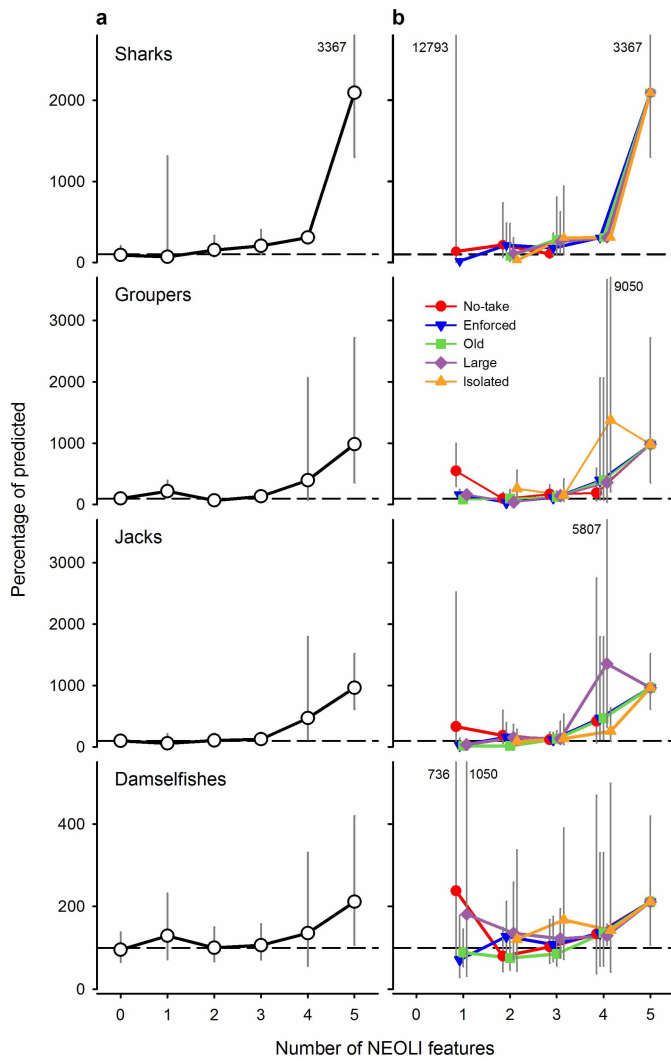 a
b
Percentage of predicted
Sharks
3367
12793
3367
2000
1000
0
Groupers
9050
No-take
Enforced
Old
Large
Isolated
3000
2000
1000
0
Jacks
5807
3000
2000
1000
0
Damselfishes
736
1050
400
200
0
0 1 2 3 4 5
0 1 2 3 4 5
Number of NEOLI features